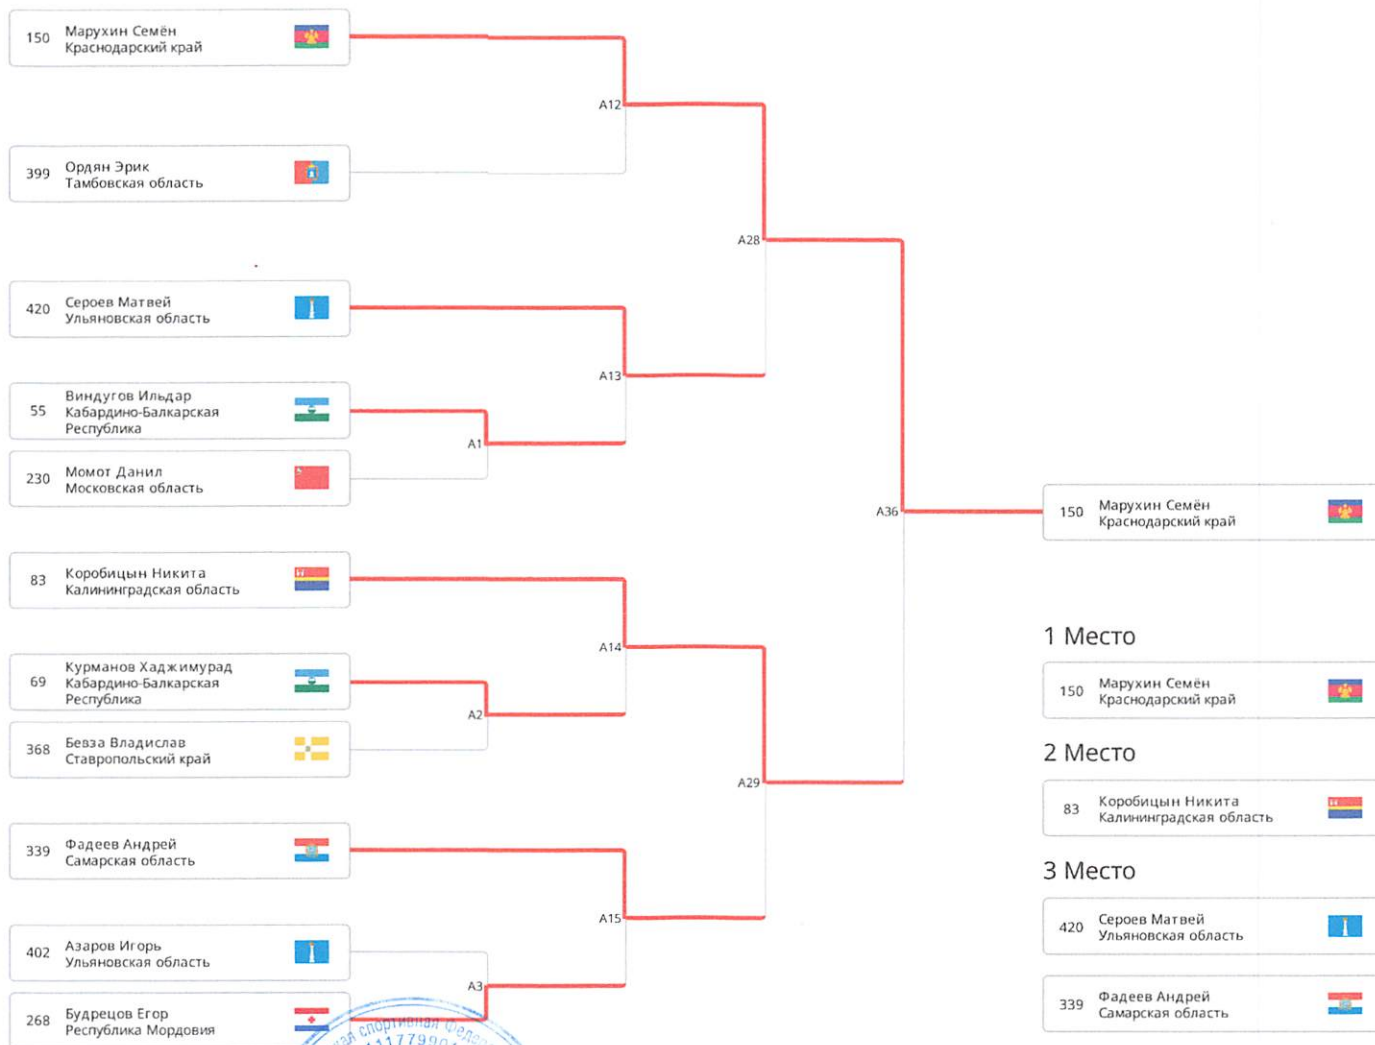 150 Марухин Семён
Краснодарский край
A12
399 Ордян Эрик
Тамбовская область
A28
420 Сероев Матвей
Ульяновская область
A13
55 Виндугов Ильдар
Кабардино-Балкарская
Республика
A1
230 Момот Данил
Московская область
A36
150 Марухин Семён
Краснодарский край
83 Коробицын Никита
Калининградская область
A14
69 Курманов Хаджимурад
Кабардино-Балкарская
Республика
A2
368 Бевза Владислав
Ставропольский край
A29
339 Фадеев Андрей
Самарская область
A15
402 Азаров Игорь
Ульяновская область
A3
268 Будрецов Егор
Республика Мордовия
1 Место
150 Марухин Семён
Краснодарский край
2 Место
83 Коробицын Никита
Калининградская область
3 Место
420 Сероев Матвей
Ульяновская область
339 Фадеев Андрей
Самарская область
спортивная